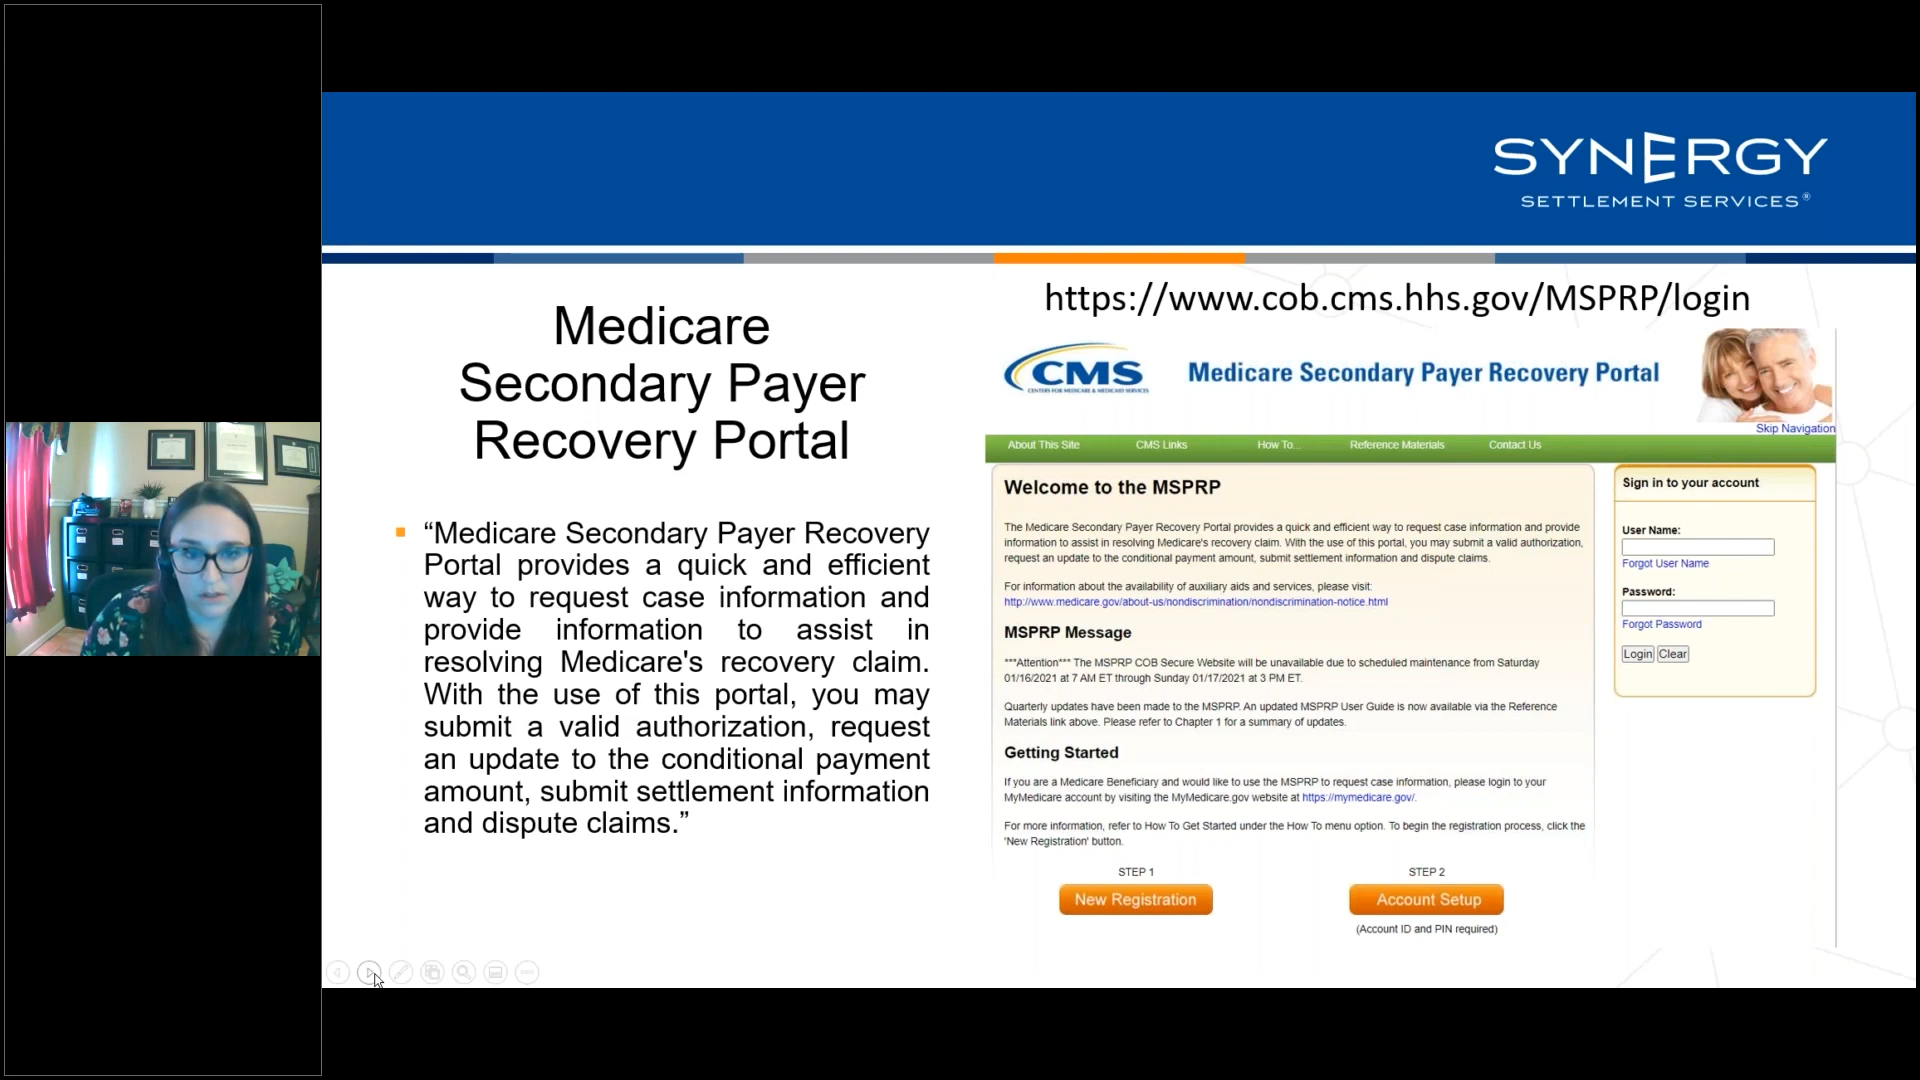 SYNERGY
SETTLEMENT SERVICES®
Medicare
Secondary Payer
Recovery Portal
“Medicare Secondary Payer Recovery
Portal provides a quick and efficient
way to request case information and
provide information to assist in
resolving Medicare's recovery claim.
With the use of this portal, you may
submit a valid authorization, request
an update to the conditional payment
amount, submit settlement information
and dispute claims.”
https://www.cob.cms.hhs.gov/MSPRP/login
CMS
CENTERS FOR MEDICARE & MEDICAID SERVICES
Medicare Secondary Payer Recovery Portal
Skip Navigation
About This Site CMS Links How To... Reference Materials Contact Us
Welcome to the MSPRP
The Medicare Secondary Payer Recovery Portal provides a quick and efficient way to request case information and provide
information to assist in resolving Medicare's recovery claim. With the use of this portal, you may submit a valid authorization,
request an update to the conditional payment amount, submit settlement information and dispute claims.
For information about the availability of auxiliary aids and services, please visit:
http://www.medicare.gov/about-us/nondiscrimination/nondiscrimination-notice.html
MSPRP Message
***Attention*** The MSPRP COB Secure Website will be unavailable due to scheduled maintenance from Saturday
01/16/2021 at 7 AM ET through Sunday 01/17/2021 at 3 PM ET.
Quarterly updates have been made to the MSPRP. An updated MSPRP User Guide is now available via the Reference
Materials link above. Please refer to Chapter 1 for a summary of updates.
Getting Started
If you are a Medicare Beneficiary and would like to use the MSPRP to request case information, please login to your
MyMedicare account by visiting the MyMedicare.gov website at https://mymedicare.gov/.
For more information, refer to How To Get Started under the How To menu option. To begin the registration process, click the
'New Registration' button.
STEP 1
New Registration
STEP 2
Account Setup
(Account ID and PIN required)
Sign in to your account
User Name:
Forgot User Name
Password:
Forgot Password
Login Clear